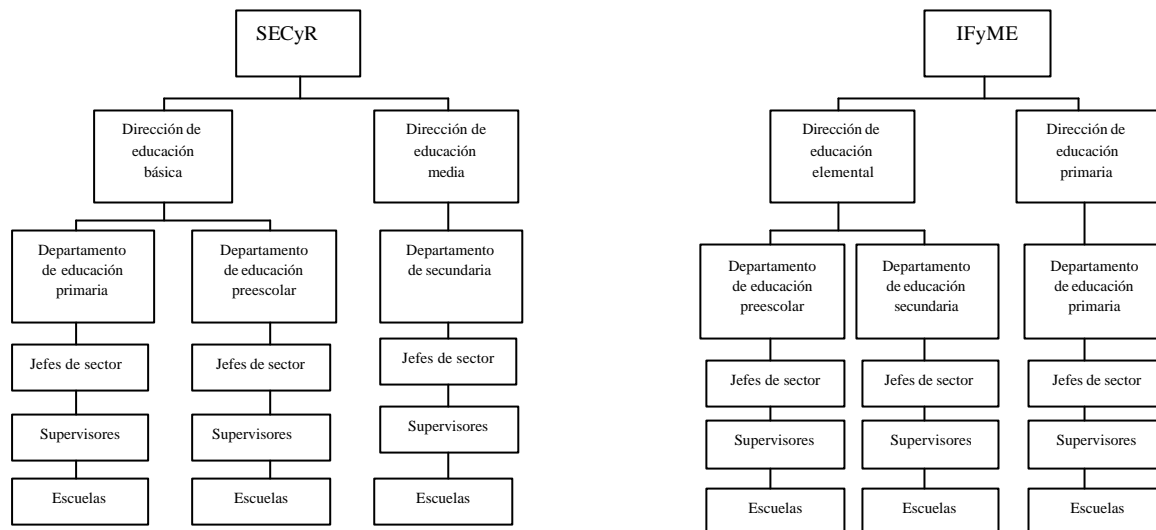 SECyR
Dirección de
educación
básica
Dirección de
educación
media
Departamento
de educación
primaria
Departamento
de educación
preescolar
Departamento
de secundaria
Jefes de sector
Jefes de sector
Jefes de sector
Supervisores
Supervisores
Supervisores
Escuelas
Escuelas
Escuelas
IFyME
Dirección de
educación
elemental
Dirección de
educación
primaria
Departamento
de educación
preescolar
Departamento
de educación
secundaria
Departamento
de educación
primaria
Jefes de sector
Jefes de sector
Jefes de sector
Supervisores
Supervisores
Supervisores
Escuelas
Escuelas
Escuelas